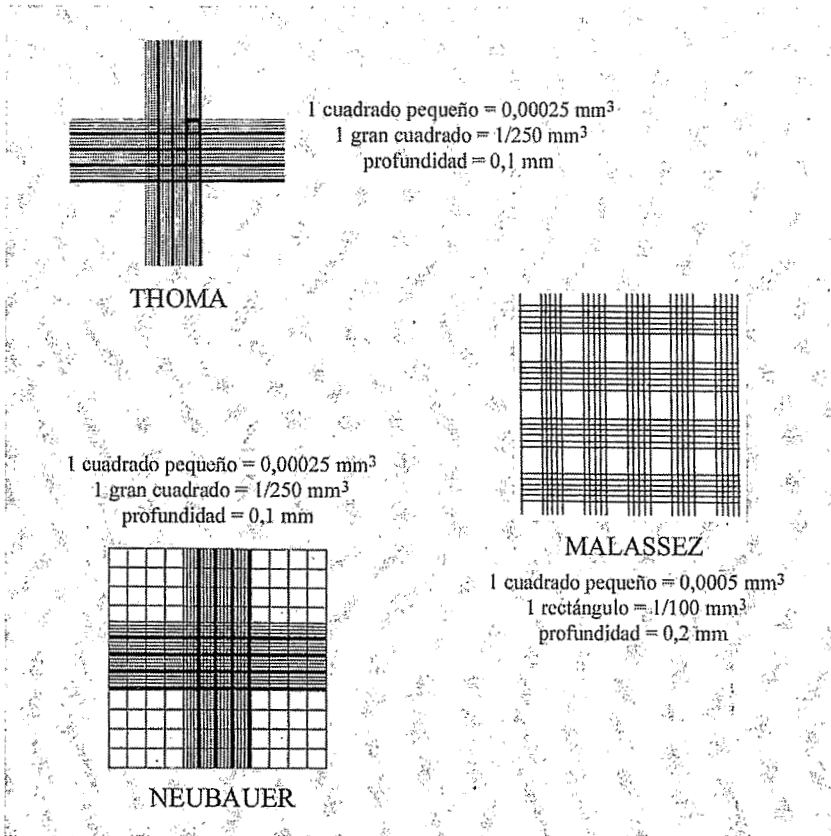 1 cuadrado pequeño = 0,00025 mm³
1 gran cuadrado = 1/250 mm³
profundidad = 0,1 mm
THOMA
1 cuadrado pequeño = 0,00025 mm³
1 gran cuadrado = 1/250 mm³
profundidad = 0,1 mm
MALASSEZ
1 cuadrado pequeño = 0,0005 mm³
1 rectángulo = 1/100 mm³
profundidad = 0,2 mm
NEUBAUER